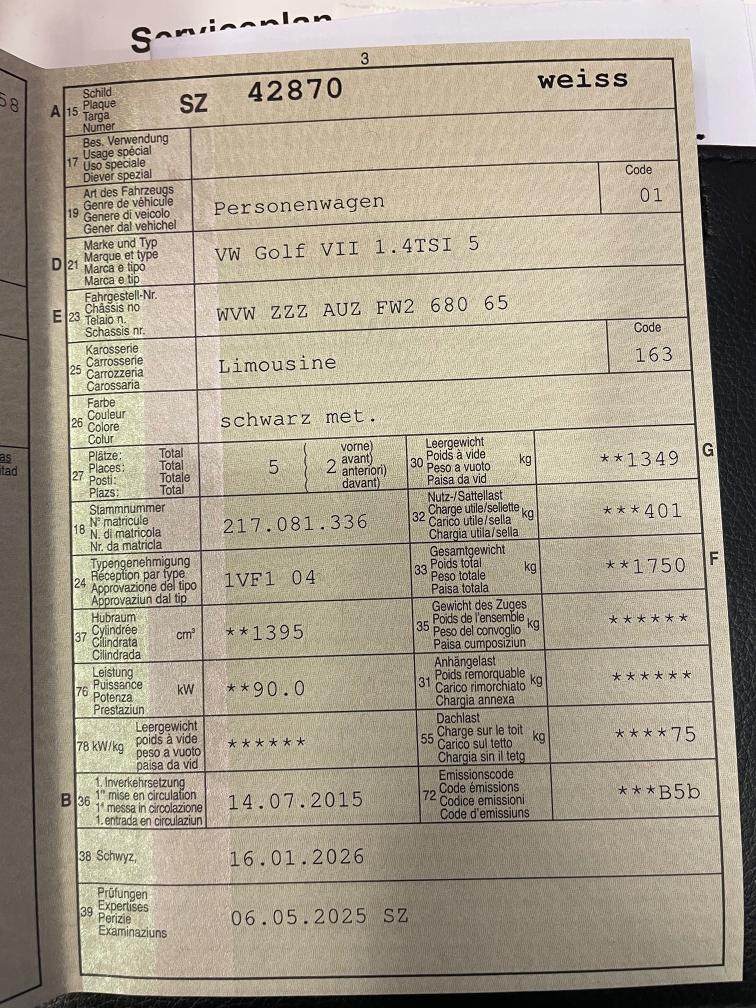 Serviceplan
58
3
A 15 Schild
Plaque
Targa
Numer
SZ 42870 weiss
17 Bes. Verwendung
Usage spécial
Uso speciale
Diever spezial
19 Art des Fahrzeugs
Genre de véhicule
Genere di veicolo
Gener dal vehichel
Personenwagen
Code
01
D 21 Marke und Typ
Marque et type
Marca e tipo
Marca e tip
VW Golf VII 1.4TSI 5
E 23 Fahrgestell-Nr.
Châssis no
Telaio n.
Schassis nr.
WVW ZZZ AUZ FW2 680 65
25 Karosserie
Carrosserie
Carrozzeria
Carossaria
Limousine
Code
163
26 Farbe
Couleur
Colore
Colur
schwarz met.
27 Plätze: Total
Places: Total
Posti: Totale
Plazs: Total
5 ( 2 vorne)
avant)
anteriori)
davant)
30 Leergewicht
Poids à vide
Peso a vuoto
Paisa da vid
kg
**1349
G
18 Stammnummer
N° matricule
N. di matricola
Nr. da matricla
217.081.336
32 Nutz-/Sattellast
Charge utile/sellette
Carico utile/sella
Chargia utila/sella
kg
***401
24 Typengenehmigung
Réception par type
Approvazione del tipo
Approvaziun dal tip
1VF1 04
33 Gesamtgewicht
Poids total
Peso totale
Paisa totala
kg
**1750
F
37 Hubraum
Cylindrée
Cilindrata
Cilindrada
cm³
**1395
35 Gewicht des Zuges
Poids de l'ensemble
Peso del convoglio
Paisa cumposiziun
kg
******
76 Leistung
Puissance
Potenza
Prestaziun
kW
**90.0
31 Anhängelast
Poids remorquable
Carico rimorchiato
Chargia annexa
kg
******
78 kW/kg Leergewicht
poids à vide
peso a vuoto
paisa da vid
******
55 Dachlast
Charge sur le toit
Carico sul tetto
Chargia sin il tetg
kg
****75
B 36 1. Inverkehrsetzung
1re mise en circulation
1a messa in circolazione
1. entrada en circulaziun
14.07.2015
72 Emissionscode
Code émissions
Codice emissioni
Code d'emissiuns
***B5b
38 Schwyz, 16.01.2026
39 Prüfungen
Expertises
Perizie
Examinaziuns
06.05.2025 SZ